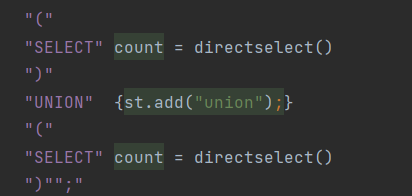 "("
"SELECT" count = directselect()
")"
"UNION" {st.add("union");}
"("
"SELECT" count = directselect()
")"";"